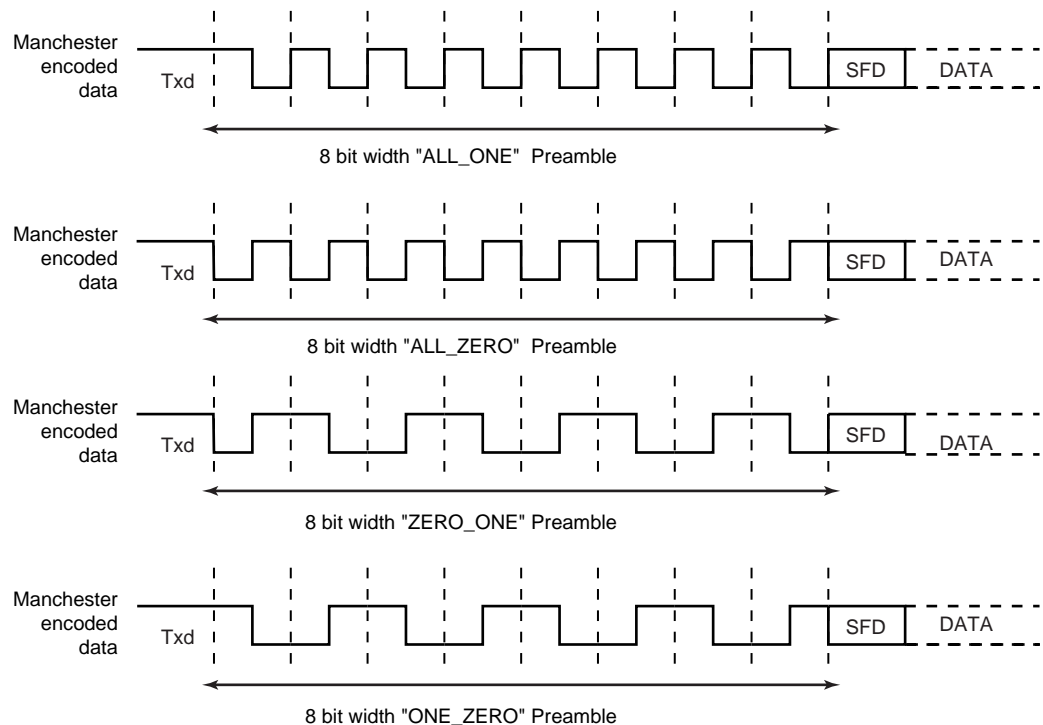 Manchester
encoded
data
Txd
SFD
DATA
8 bit width "ALL_ONE" Preamble
Manchester
encoded
data
Txd
SFD
DATA
8 bit width "ALL_ZERO" Preamble
Manchester
encoded
data
Txd
SFD
DATA
8 bit width "ZERO_ONE" Preamble
Manchester
encoded
data
Txd
SFD
DATA
8 bit width "ONE_ZERO" Preamble